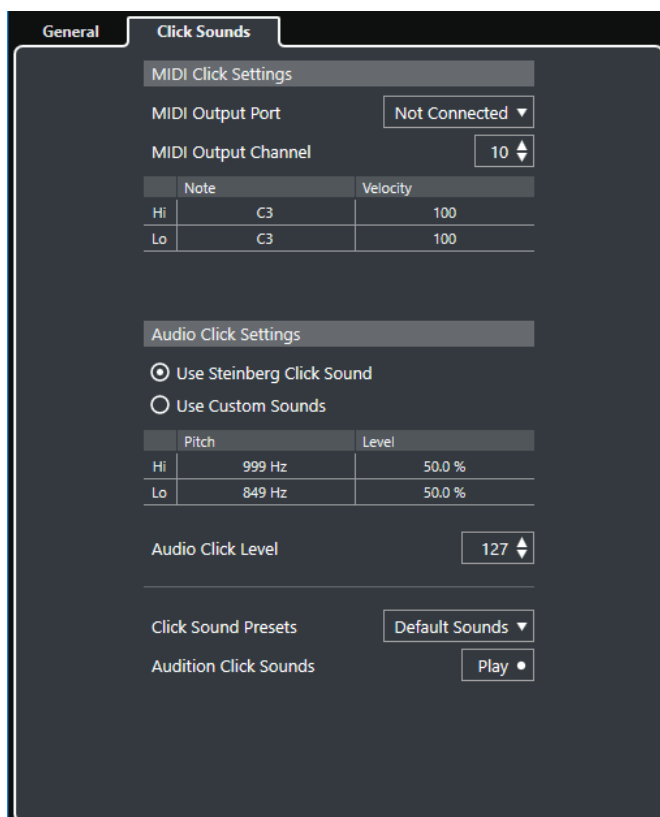 General Click Sounds
MIDI Click Settings
MIDI Output Port Not Connected
MIDI Output Channel 10
Note Velocity
Hi C3 100
Lo C3 100
Audio Click Settings
Use Steinberg Click Sound
Use Custom Sounds
Pitch Level
Hi 999 Hz 50.0 %
Lo 849 Hz 50.0 %
Audio Click Level 127
Click Sound Presets Default Sounds
Audition Click Sounds Play